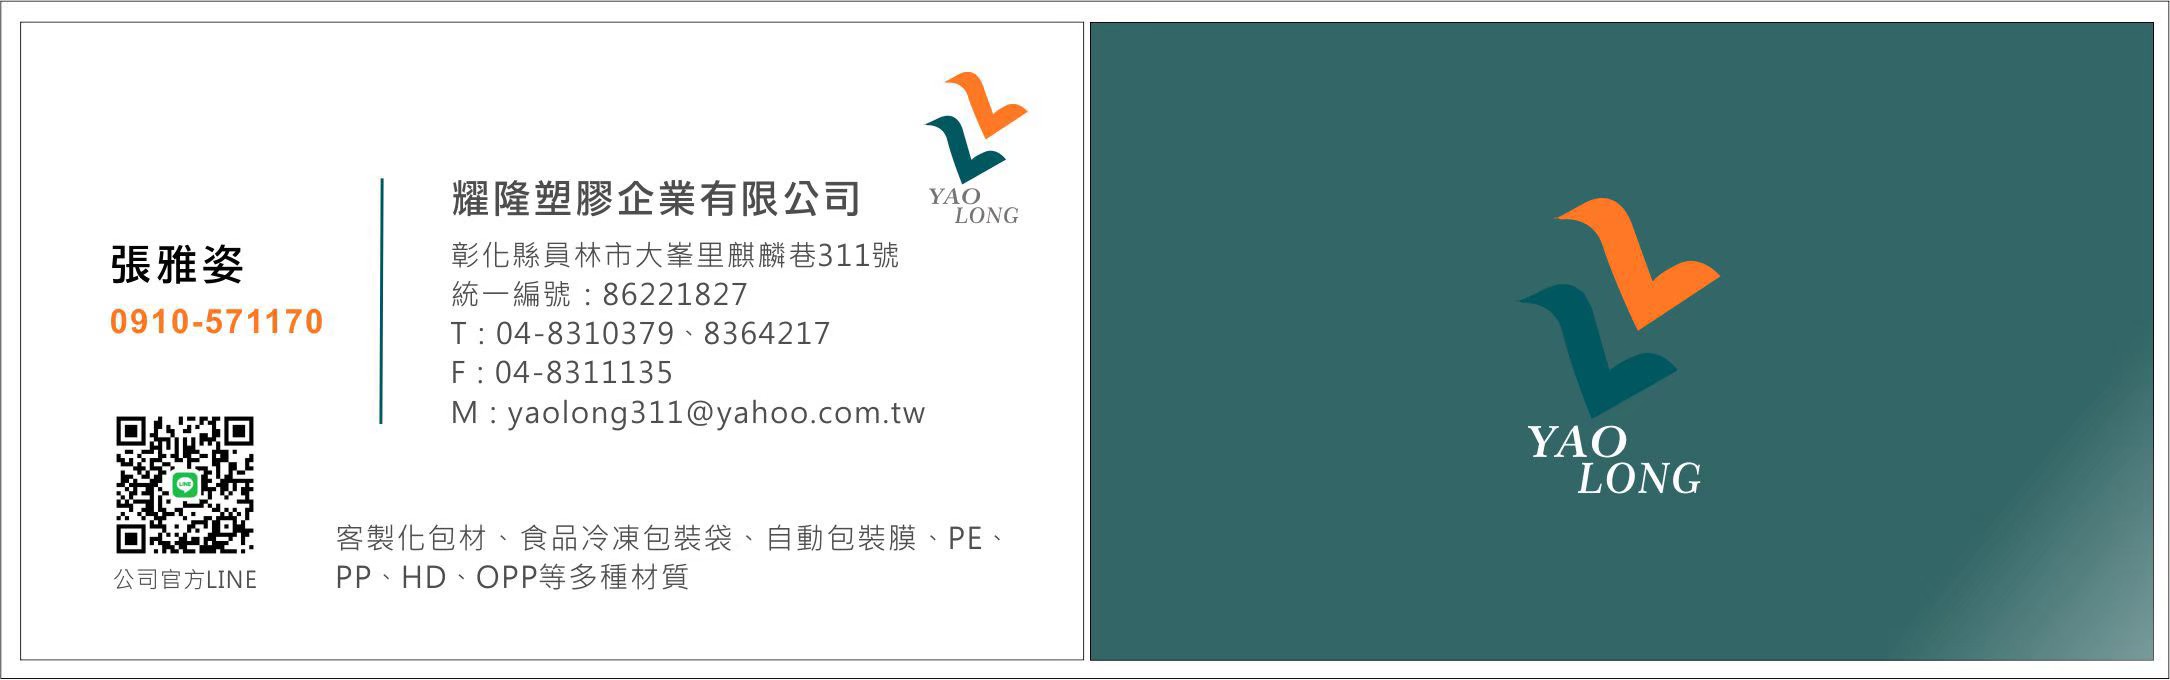 張雅姿
0910-571170
公司官方LINE
耀隆塑膠企業有限公司
彰化縣員林市大峯里麒麟巷311號
統一編號：86221827
T：04-8310379、8364217
F：04-8311135
M：yaolong311@yahoo.com.tw
客製化包材、食品冷凍包裝袋、自動包裝膜、PE、
PP、HD、OPP等多種材質
YAO
LONG
YAO
LONG
LINE